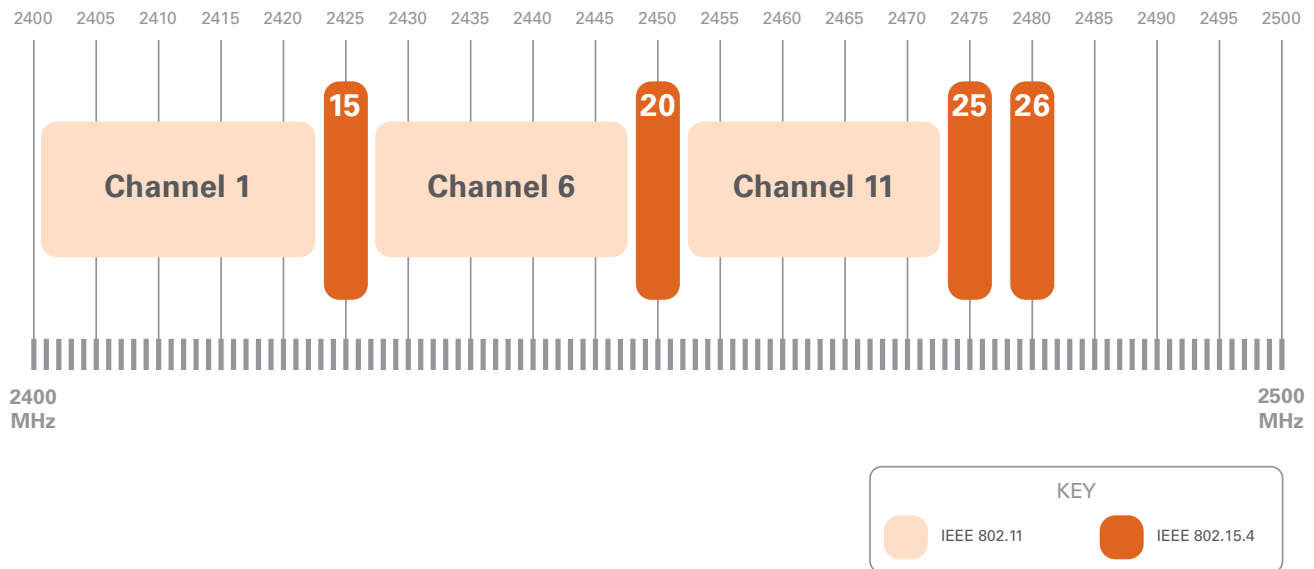 2400 2405 2410 2415 2420 2425 2430 2435 2440 2445 2450 2455 2460 2465 2470 2475 2480 2485 2490 2495 2500
15 20 25 26
Channel 1 Channel 6 Channel 11
2400 2500
MHz MHz
KEY
IEEE 802.11 IEEE 802.15.4